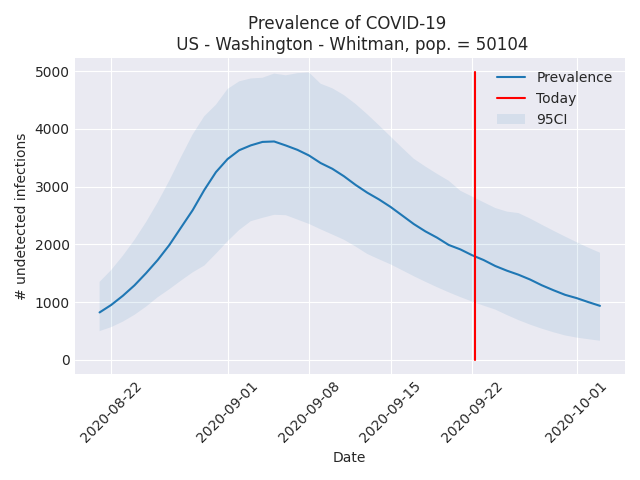 Prevalence of COVID-19
US - Washington - Whitman, pop. = 50104
5000
4000
3000
2000
1000
0
# undetected infections
Prevalence
Today
95CI
2020-08-22
2020-09-01
2020-09-08
2020-09-15
2020-09-22
2020-10-01
Date